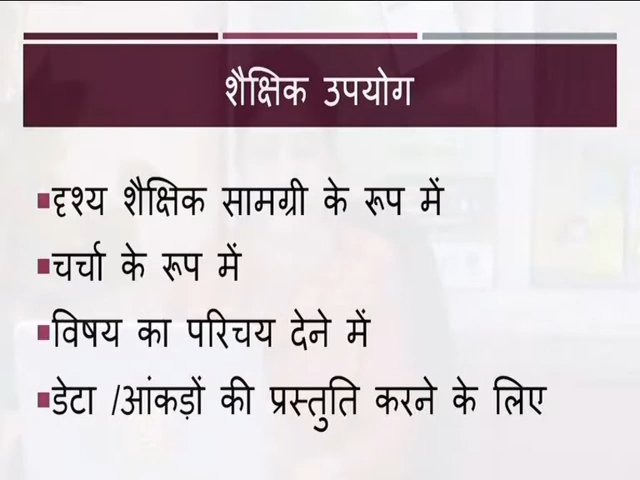 शैक्षिक उपयोग
दृश्य शैक्षिक सामग्री के रूप में
चर्चा के रूप में
विषय का परिचय देने में
डेटा /आंकड़ों की प्रस्तुति करने के लिए